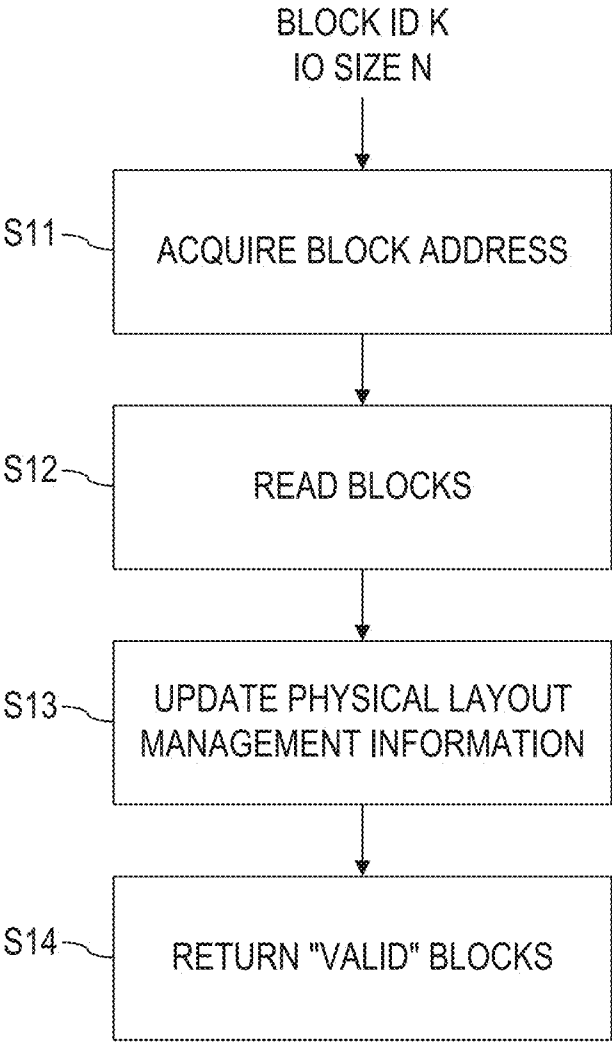 BLOCK ID K
IO SIZE N
S11
ACQUIRE BLOCK ADDRESS
S12
READ BLOCKS
S13
UPDATE PHYSICAL LAYOUT
MANAGEMENT INFORMATION
S14
RETURN "VALID" BLOCKS